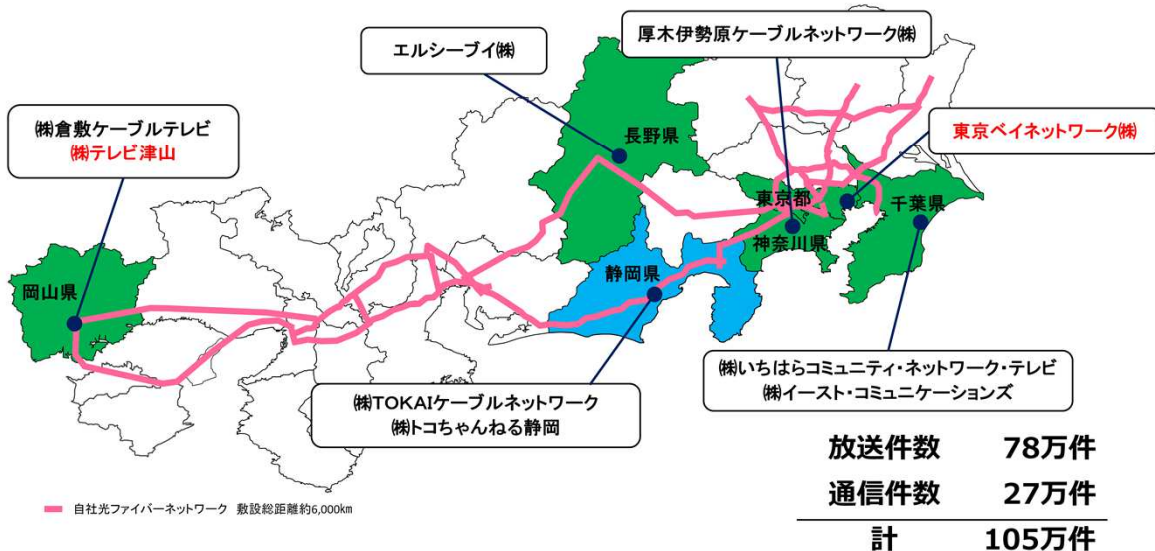 厚木伊勢原ケーブルネットワーク㈱
エルシーブイ㈱
㈱倉敷ケーブルテレビ
㈱テレビ津山
東京ベイネットワーク㈱
長野県
東京都
千葉県
神奈川県
静岡県
岡山県
㈱いちはらコミュニティ・ネットワーク・テレビ
㈱イースト・コミュニケーションズ
㈱TOKAIケーブルネットワーク
㈱トコちゃんねる静岡
放送件数 78万件
通信件数 27万件
計 105万件
自社光ファイバーネットワーク 敷設総距離約6,000km